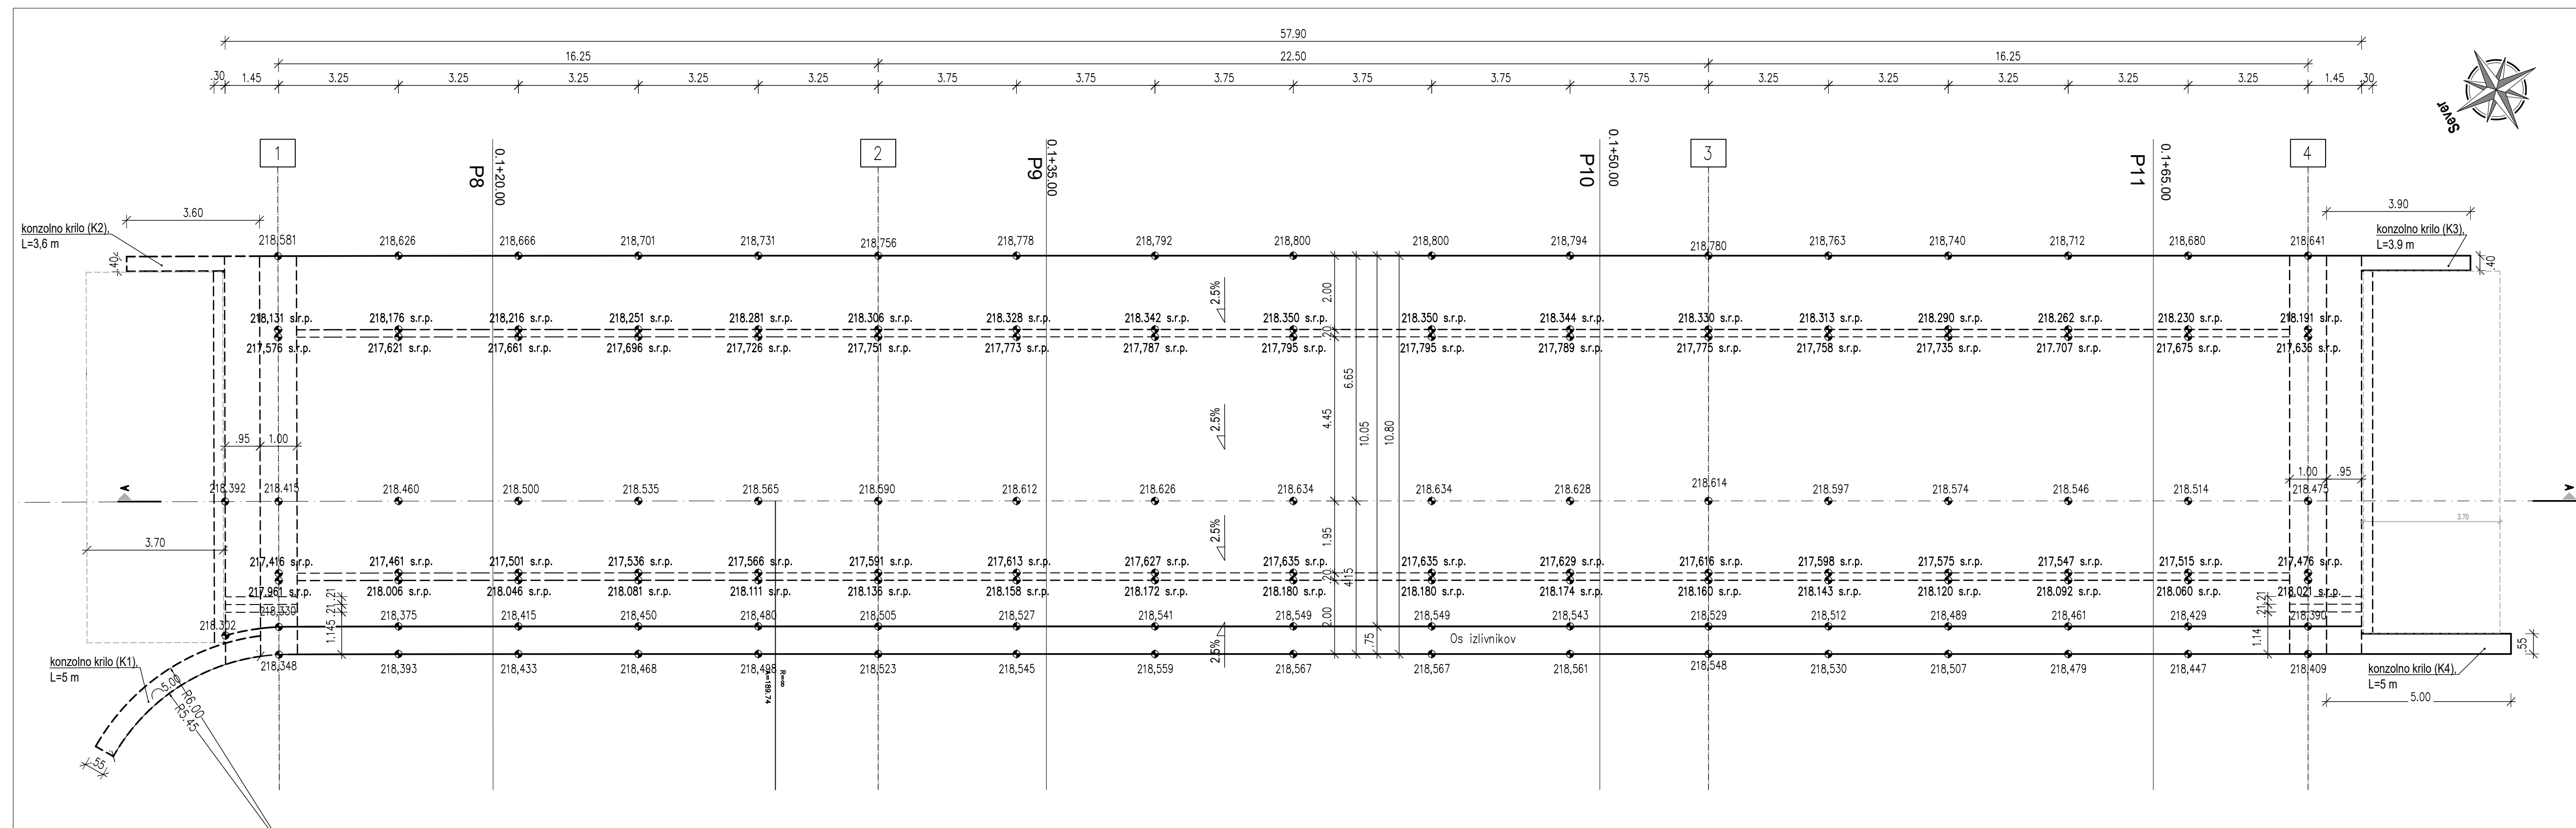 57.90
16.25 22.50 16.25
.30 1.45 3.25 3.25 3.25 3.25 3.25 3.75 3.75 3.75 3.75 3.75 3.75 3.25 3.25 3.25 3.25 3.25 1.45 .30
Sever
1 2 3 4
P8 0.1+20.00
P9 0.1+35.00
P10 0.1+50.00
P11 0.1+65.00
3.60
3.90
konzolno krilo (K2),
L=3,6 m
konzolno krilo (K3),
L=3.9 m
218,581 218,626 218,666 218,701 218,731 218,756 218,778 218,792 218,800 218,800 218,794 218,780 218,763 218,740 218,712 218,680 218,641
.40 .40
2.5% 2.00
218,131 s.r.p. 218,176 s.r.p. 218,216 s.r.p. 218,251 s.r.p. 218.281 s.r.p. 218.306 s.r.p. 218.328 s.r.p. 218.342 s.r.p. 218.350 s.r.p. 218.350 s.r.p. 218.344 s.r.p. 218.330 s.r.p. 218.313 s.r.p. 218.290 s.r.p. 218.262 s.r.p. 218.230 s.r.p. 218.191 s.r.p.
.20
217,576 s.r.p. 217,621 s.r.p. 217,661 s.r.p. 217,696 s.r.p. 217,726 s.r.p. 217,751 s.r.p. 217,773 s.r.p. 217,787 s.r.p. 217,795 s.r.p. 217,795 s.r.p. 217,789 s.r.p. 217,775 s.r.p. 217,758 s.r.p. 217,735 s.r.p. 217.707 s.r.p. 217,675 s.r.p. 217,636 s.r.p.
6.65
2.5% 4.45 10.05 10.80
.95 1.00
1.00 .95
A A
218.392 218.415 218.460 218.500 218.535 218.565 218.590 218.612 218.626 218.634 218.634 218.628 218.614 218.597 218.574 218.546 218.514 218.475
3.70
2.5% 1.95
3.70
217,416 s.r.p. 217,461 s.r.p. 217,501 s.r.p. 217,536 s.r.p. 217,566 s.r.p. 217,591 s.r.p. 217,613 s.r.p. 217,627 s.r.p. 217,635 s.r.p. 217,635 s.r.p. 217,629 s.r.p. 217,616 s.r.p. 217,598 s.r.p. 217,575 s.r.p. 217,547 s.r.p. 217,515 s.r.p. 217,476 s.r.p.
.20 4.15
217,961 s.r.p. 218.006 s.r.p. 218.046 s.r.p. 218.081 s.r.p. 218.111 s.r.p. 218.136 s.r.p. 218.158 s.r.p. 218.172 s.r.p. 218.180 s.r.p. 218.180 s.r.p. 218.174 s.r.p. 218.160 s.r.p. 218.143 s.r.p. 218.120 s.r.p. 218.092 s.r.p. 218.060 s.r.p. 218.021 s.r.p.
1.145 .21 .21
1.14 .21 .21
218,330 218,375 218,415 218,450 218,480 218,505 218,527 218,541 218,549 218,549 218,543 218,529 218,512 218,489 218,461 218,429 218,390
218.302
2.5% 2.00 .75
Os izlivnikov
.55
218,348 218,393 218,433 218,468 218,498 218,523 218,545 218,559 218,567 218,567 218,561 218,548 218,530 218,507 218,479 218,447 218,409
konzolno krilo (K1),
L=5 m
R=∞
A=189.74
konzolno krilo (K4),
L=5 m
5.00
5.00
R6.00
R5.45
.55